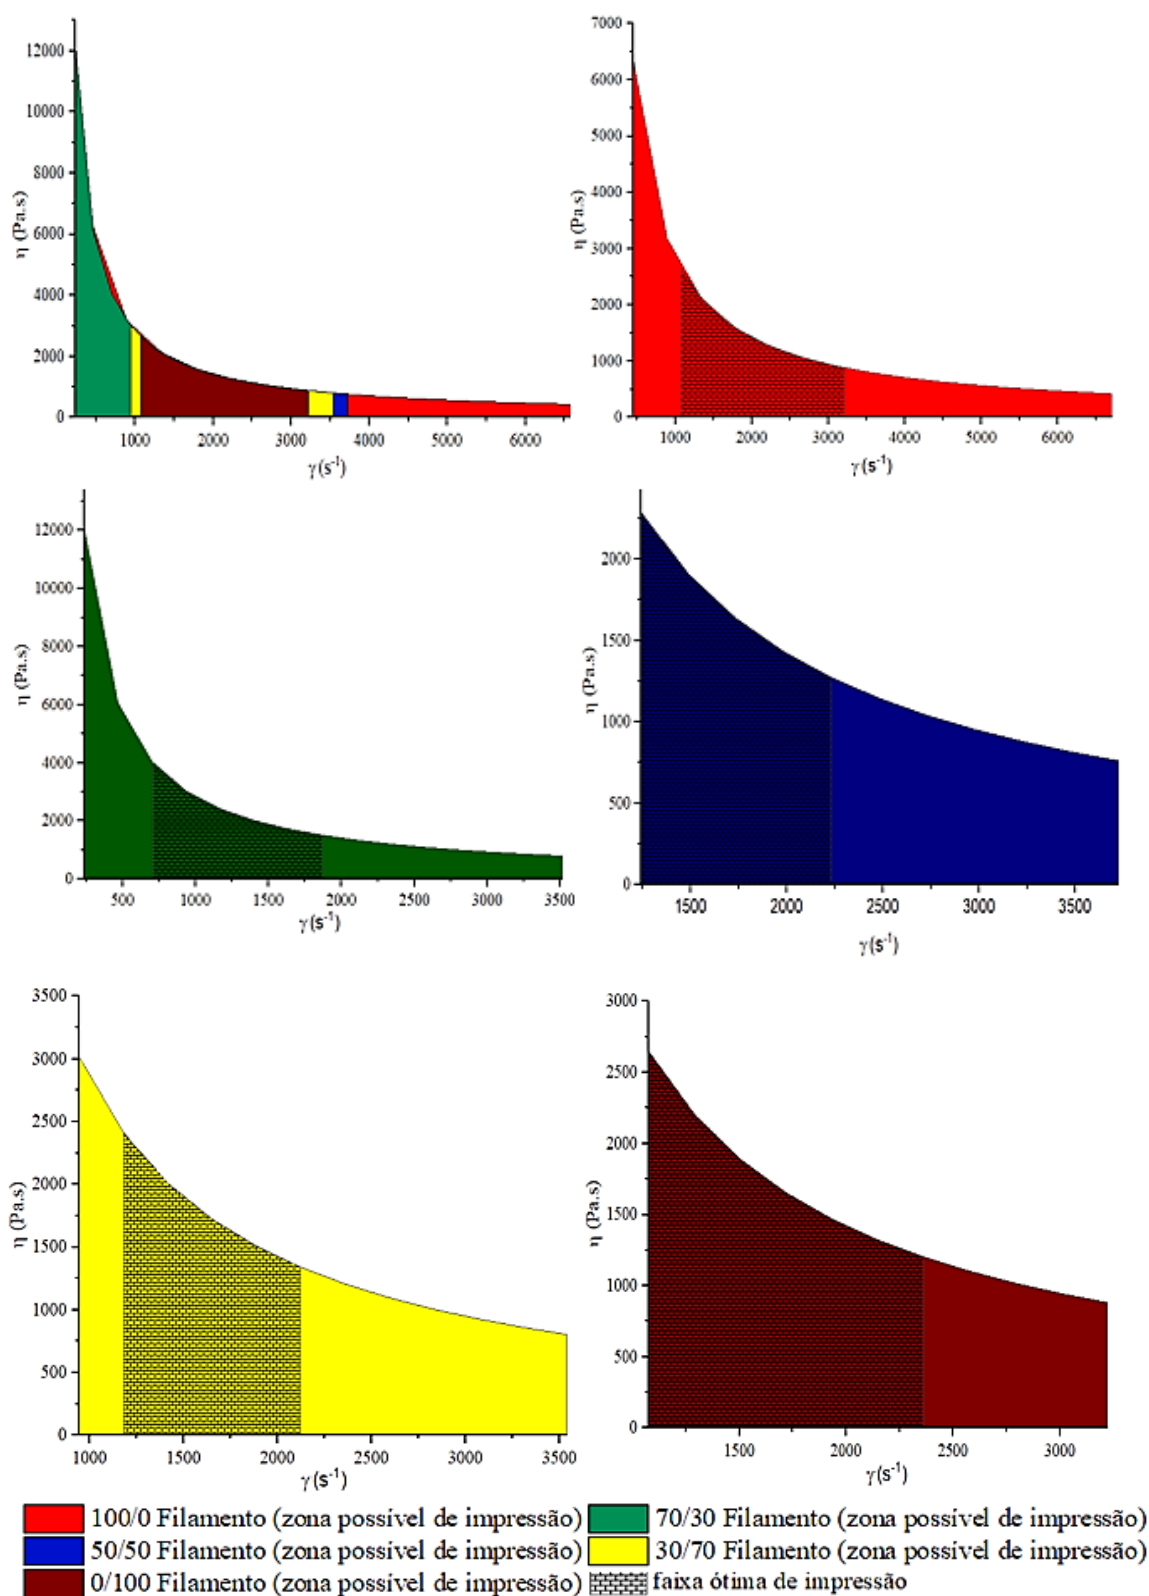 12000
10000
8000
6000
4000
2000
0
η (Pa.s)
1000 2000 3000 4000 5000 6000
γ(s⁻¹)
7000
6000
5000
4000
3000
2000
1000
0
η (Pa.s)
1000 2000 3000 4000 5000 6000
γ(s⁻¹)
12000
10000
8000
6000
4000
2000
0
η (Pa.s)
500 1000 1500 2000 2500 3000 3500
γ(s⁻¹)
2000
1500
1000
500
0
η (Pa.s)
1500 2000 2500 3000 3500
γ(s⁻¹)
3500
3000
2500
2000
1500
1000
500
0
η (Pa.s)
1000 1500 2000 2500 3000 3500
γ(s⁻¹)
3000
2500
2000
1500
1000
500
0
η (Pa.s)
1500 2000 2500 3000
γ(s⁻¹)
100/0 Filamento (zona possível de impressão)
70/30 Filamento (zona possível de impressão)
50/50 Filamento (zona possível de impressão)
30/70 Filamento (zona possível de impressão)
0/100 Filamento (zona possível de impressão)
faixa ótima de impressão